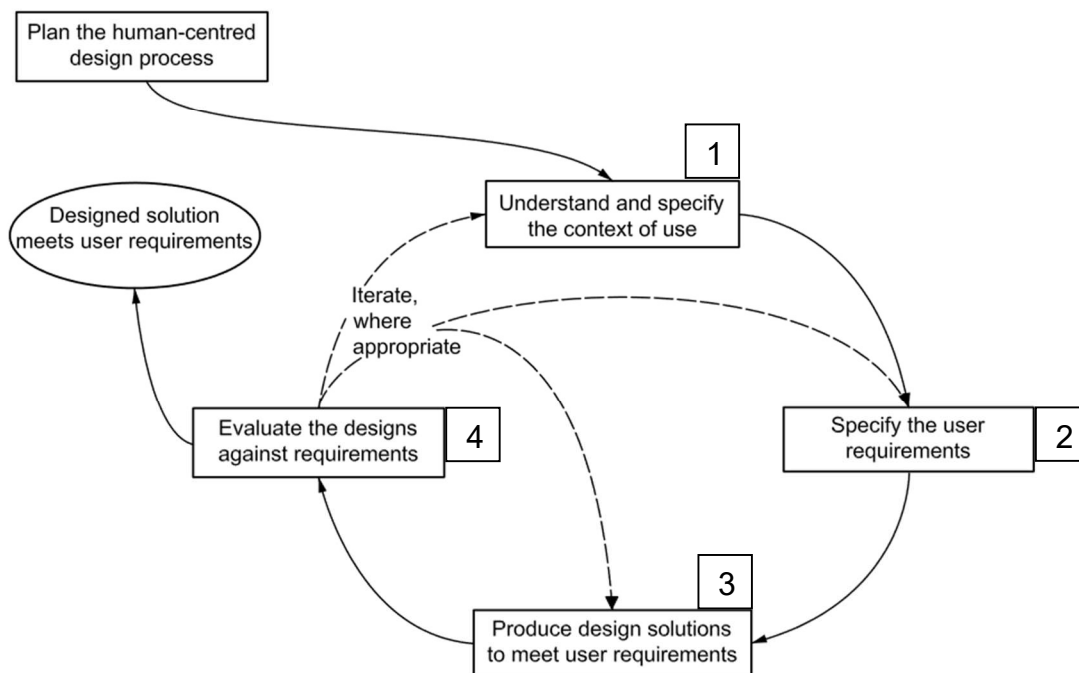 Plan the human-centred
design process
1
Understand and specify
the context of use
Designed solution
meets user requirements
Iterate,
where
appropriate
Evaluate the designs
against requirements
4
Specify the user
requirements
2
3
Produce design solutions
to meet user requirements